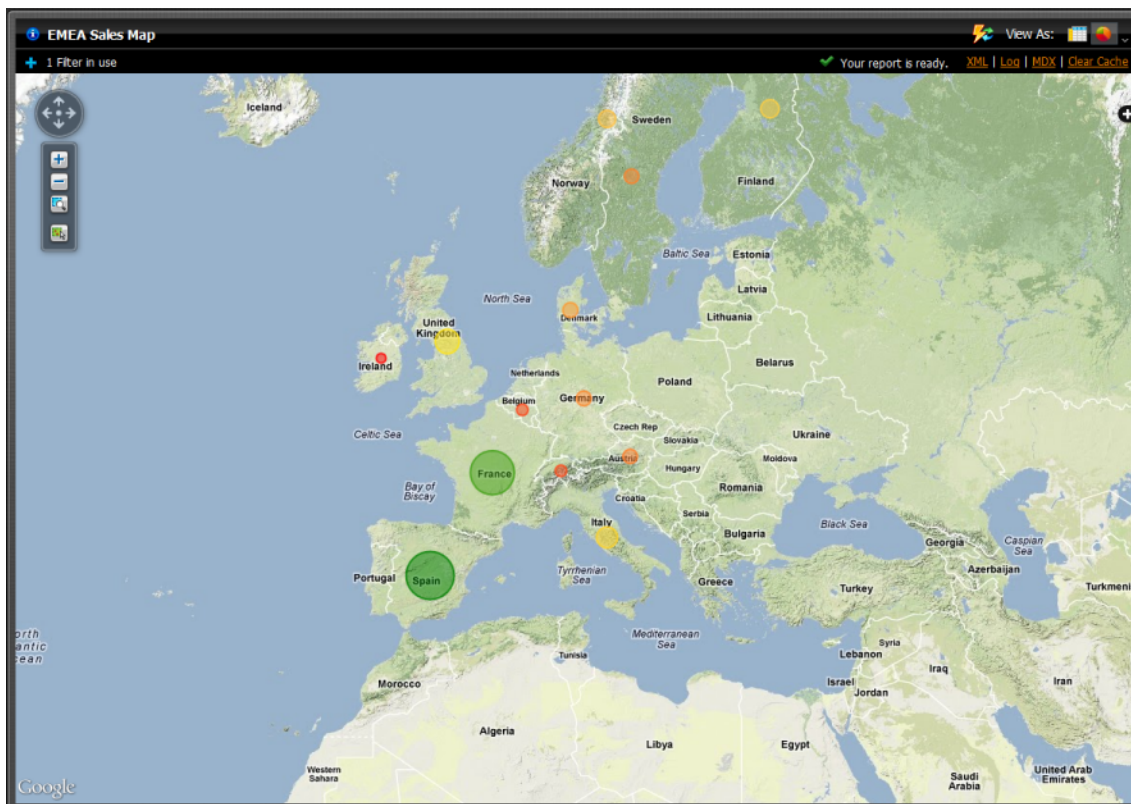 EMEA Sales Map
View As:
1 Filter in use
Your report is ready. XML | Log | MDX | Clear Cache
Iceland
Sweden
Norway
Finland
Baltic Sea
Estonia
Latvia
North Sea
Denmark
Lithuania
United
Kingdom
Ireland
Belarus
Netherlands
Poland
Belgium
Germany
Celtic Sea
Czech Rep
Ukraine
Slovakia
Austria
Moldova
Hungary
France
Bay of
Biscay
Romania
Croatia
Serbia
Italy
Black Sea
Bulgaria
Georgia
Caspian
Sea
Azerbaijan
Portugal
Spain
Tyrrhenian
Sea
Greece
Turkey
Turkmeni
orth
antic
cean
Mediterranean
Sea
Syria
Tunisia
Lebanon
Iraq
Israel
Iran
Morocco
Jordan
Algeria
Libya
Egypt
Western
Sahara
Saudi
Arabia
United Arab
Emirates
Google